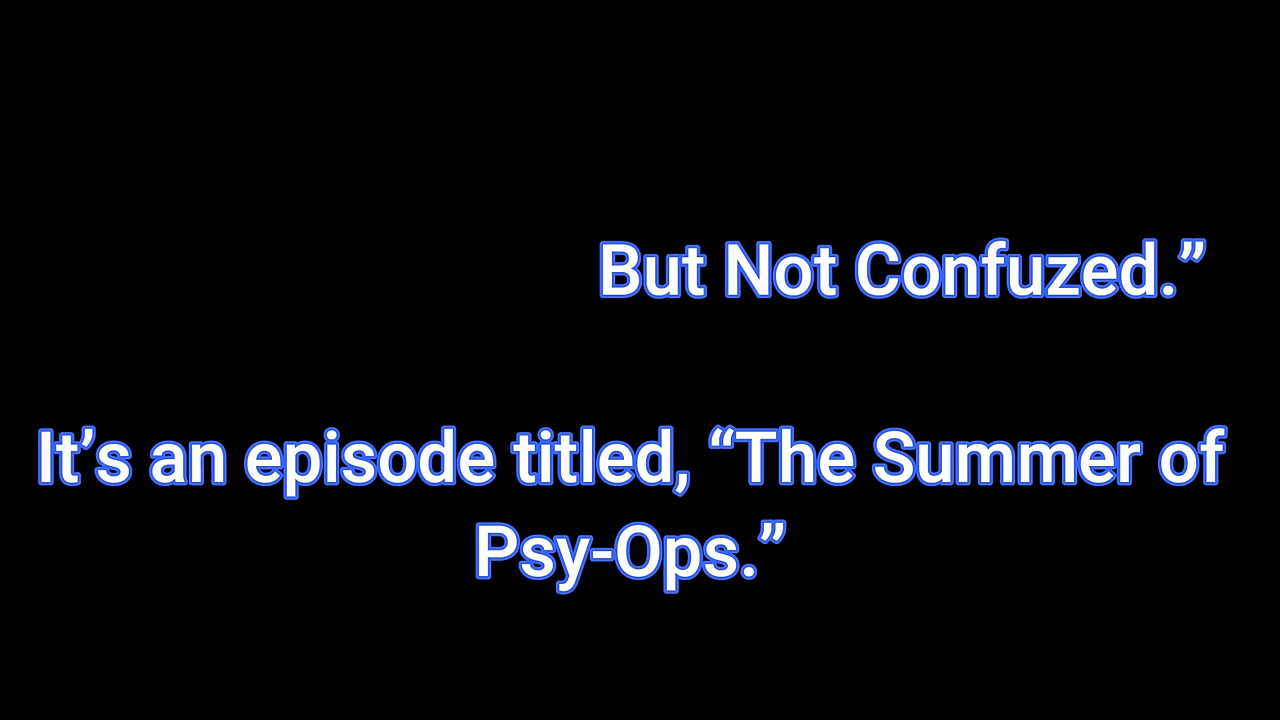 But Not Confuzed.”
It’s an episode titled, “The Summer of
Psy-Ops.”